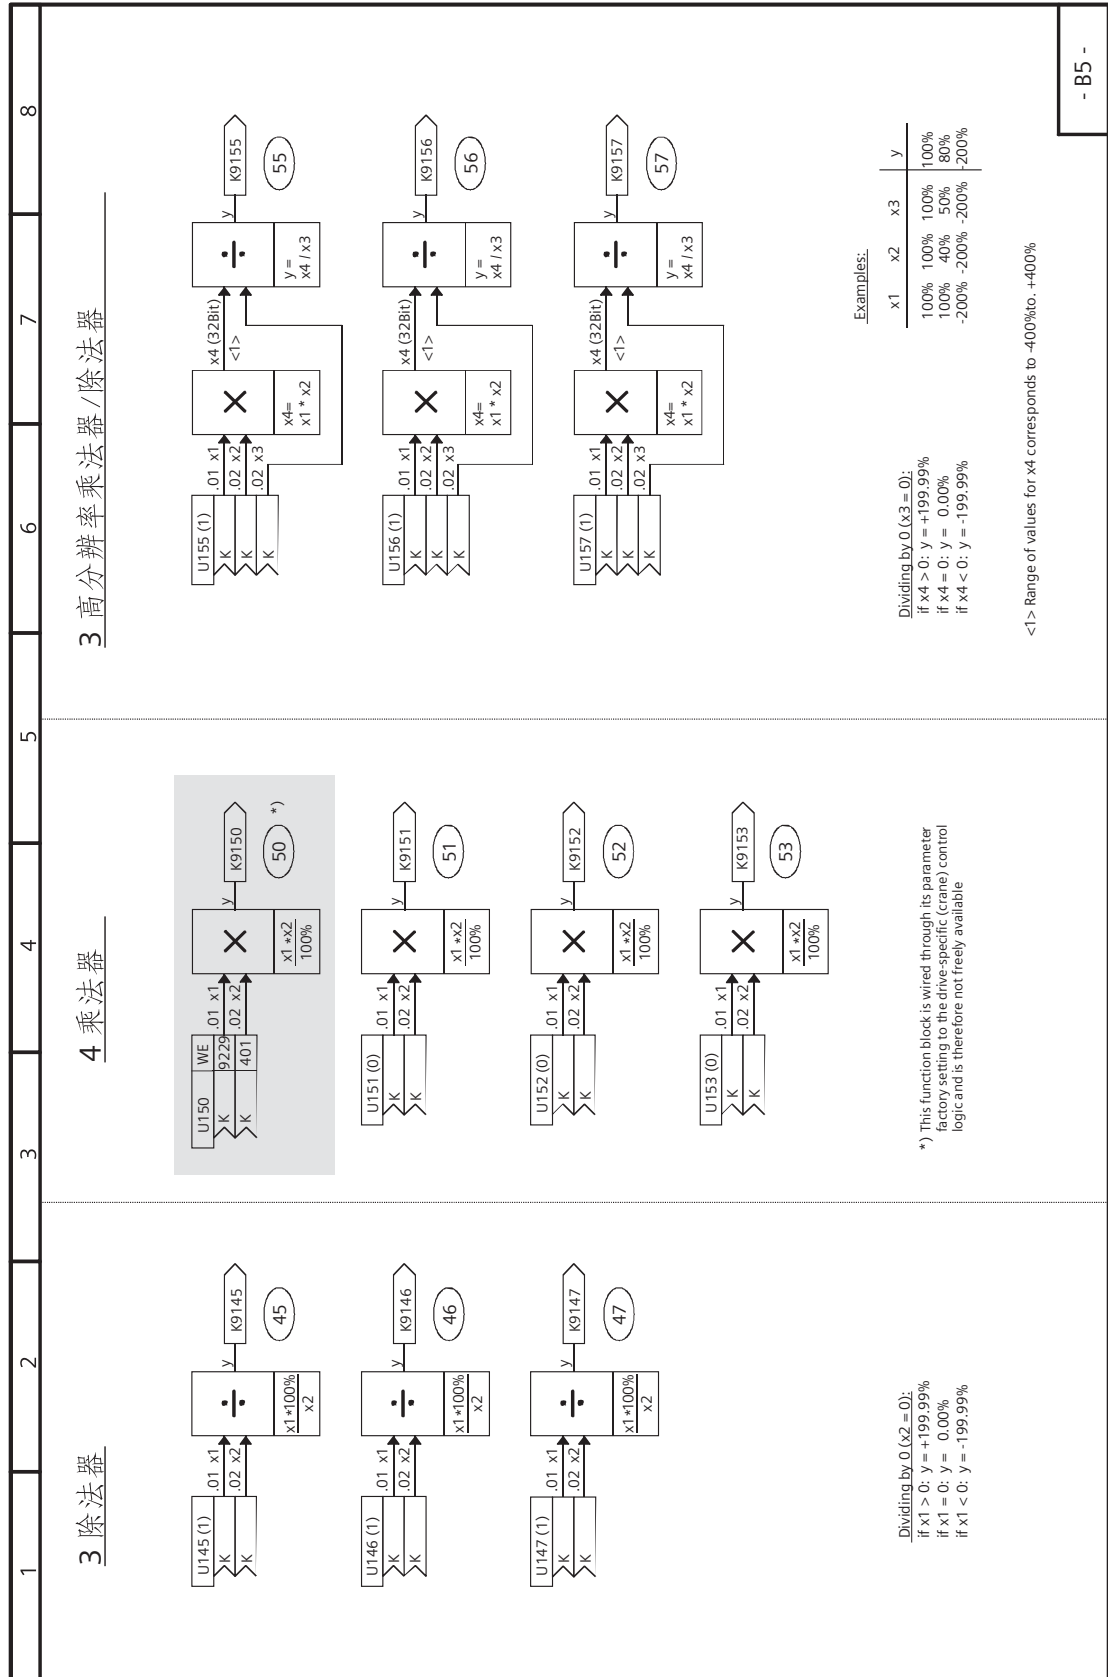 1 2 3 4 5 6 7 8
3 除法器
U145 (1)
K
K
.01 x1
.02 x2
x1*100%
x2
y
K9145
45
U146 (1)
K
K
.01 x1
.02 x2
x1*100%
x2
y
K9146
46
U147 (1)
K
K
.01 x1
.02 x2
x1*100%
x2
y
K9147
47
Dividing by 0 (x2 = 0):
if x1 > 0: y = +199.99%
if x1 = 0: y = 0.00%
if x1 < 0: y = -199.99%
4 乘法器
U150 WE
K 9229
K 401
.01 x1
.02 x2
x1 *x2
100%
y
K9150
50 *)
U151 (0)
K
K
.01 x1
.02 x2
x1 *x2
100%
y
K9151
51
U152 (0)
K
K
.01 x1
.02 x2
x1 *x2
100%
y
K9152
52
U153 (0)
K
K
.01 x1
.02 x2
x1 *x2
100%
y
K9153
53
*) This function block is wired through its parameter
factory setting to the drive-specific (crane) control
logic and is therefore not freely available
3 高分辨率乘法器/除法器
U155 (1)
K
K
K
.01 x1
.02 x2
.02 x3
x4=
x1 * x2
x4 (32Bit)
<1>
y =
x4 / x3
y
K9155
55
U156 (1)
K
K
K
.01 x1
.02 x2
.02 x3
x4=
x1 * x2
x4 (32Bit)
<1>
y =
x4 / x3
y
K9156
56
U157 (1)
K
K
K
.01 x1
.02 x2
.02 x3
x4=
x1 * x2
x4 (32Bit)
<1>
y =
x4 / x3
y
K9157
57
Dividing by 0 (x3 = 0):
if x4 > 0: y = +199.99%
if x4 = 0: y = 0.00%
if x4 < 0: y = -199.99%
Examples:
x1 x2 x3 y
100% 100% 100% 100%
100% 40% 50% 80%
-200% -200% -200% -200%
<1> Range of values for x4 corresponds to -400%to. +400%
- B5 -